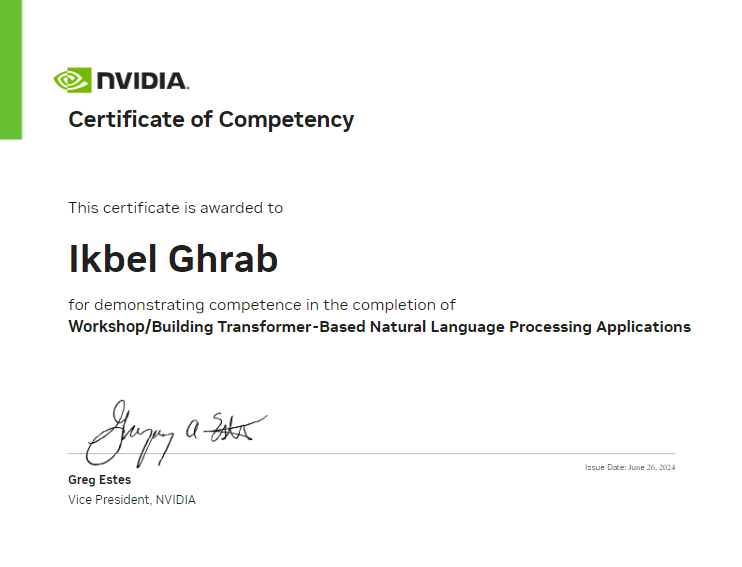 NVIDIA.
Certificate of Competency
This certificate is awarded to
Ikbel Ghrab
for demonstrating competence in the completion of
Workshop/Building Transformer-Based Natural Language Processing Applications
Gregory A Estes
Issue Date: June 26, 2024
Greg Estes
Vice President, NVIDIA